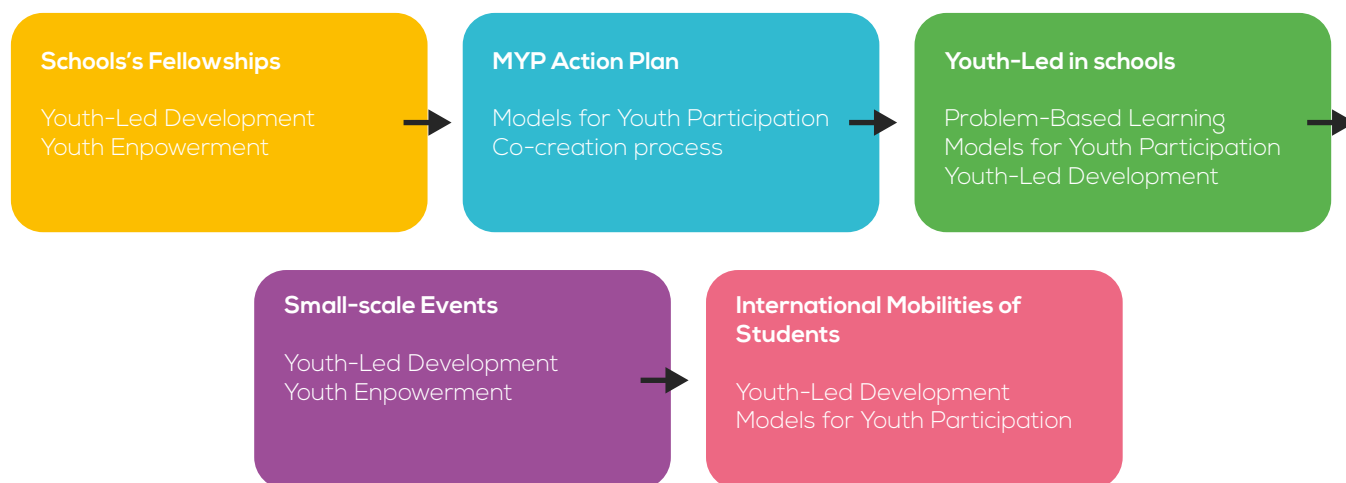 Schools's Fellowships
Youth-Led Development
Youth Enpowerment
MYP Action Plan
Models for Youth Participation
Co-creation process
Youth-Led in schools
Problem-Based Learning
Models for Youth Participation
Youth-Led Development
Small-scale Events
Youth-Led Development
Youth Enpowerment
International Mobilities of
Students
Youth-Led Development
Models for Youth Participation